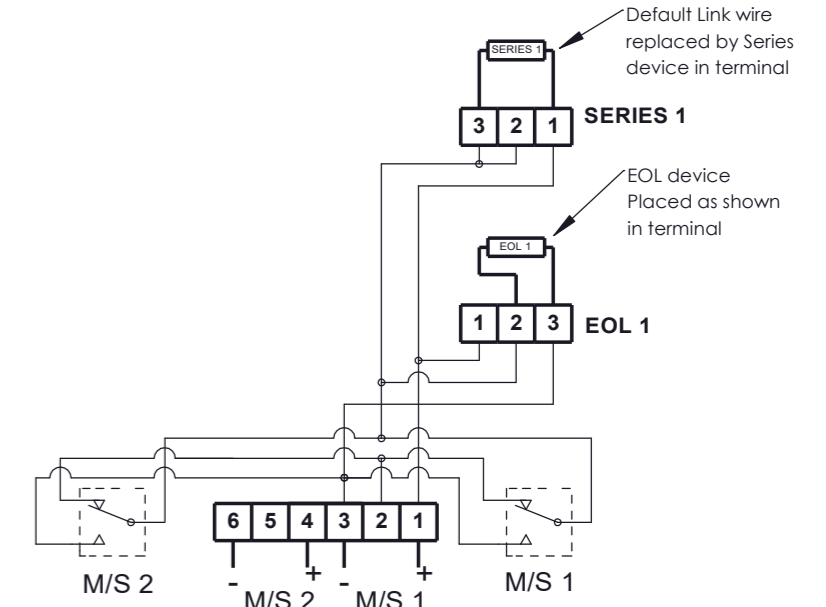 Default Link wire
replaced by Series
device in terminal
SERIES 1
3 2 1
SERIES 1
EOL device
Placed as shown
in terminal
EOL 1
1 2 3
EOL 1
6 5 4 3 2 1
- + - +
M/S 2
M/S 2
M/S 1
M/S 1